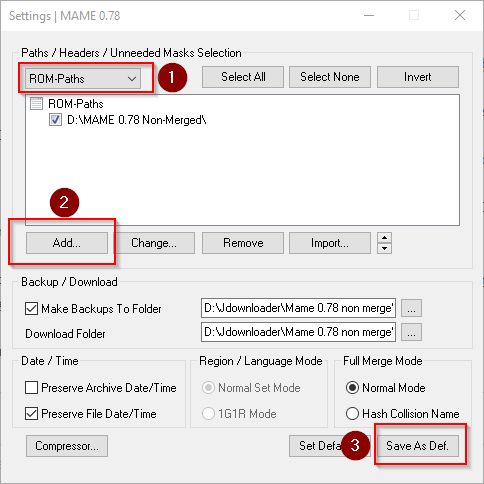 Settings | MAME 0.78
Paths / Headers / Unneeded Masks Selection
ROM-Paths
1
Select All
Select None
Invert
ROM-Paths
D:\MAME 0.78 Non-Merged\
2
Add...
Change...
Remove
Import...
Backup / Download
Make Backups To Folder
D:\Jdownloader\Mame 0.78 non merge
...
Download Folder
D:\Jdownloader\Mame 0.78 non merge
...
Date / Time
Region / Language Mode
Full Merge Mode
Preserve Archive Date/Time
Normal Set Mode
Normal Mode
Preserve File Date/Time
1G1R Mode
Hash Collision Name
Compressor...
Set Defa
3
Save As Def.